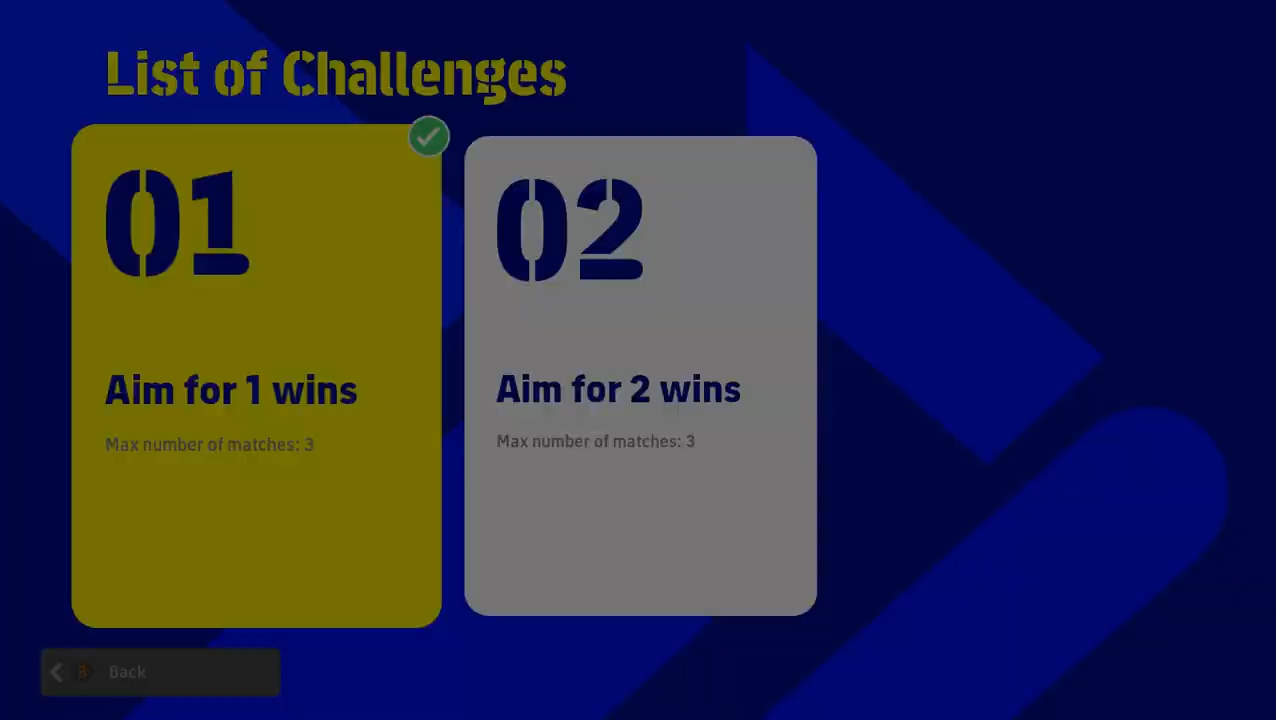 List of Challenges
01
Aim for 1 wins
Max number of matches: 3
02
Aim for 2 wins
Max number of matches: 3
B Back